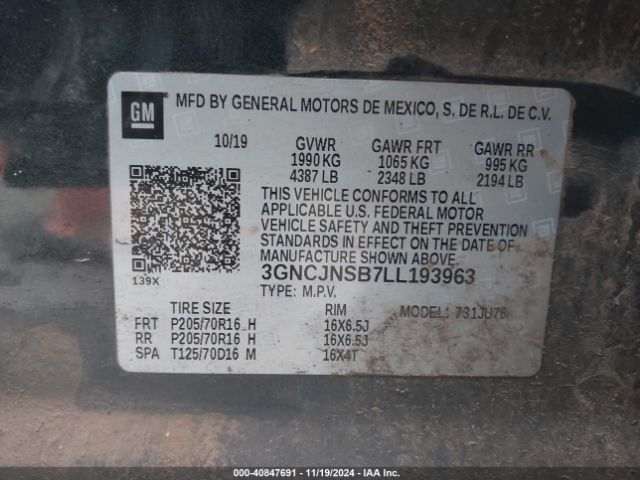 GM
MFD BY GENERAL MOTORS DE MEXICO, S. DE R.L. DE C.V.
10/19 GVWR GAWR FRT GAWR RR
1990 KG 1065 KG 995 KG
4387 LB 2348 LB 2194 LB
THIS VEHICLE CONFORMS TO ALL
APPLICABLE U.S. FEDERAL MOTOR
VEHICLE SAFETY AND THEFT PREVENTION
STANDARDS IN EFFECT ON THE DATE OF
MANUFACTURE SHOWN ABOVE.
139X 3GNCJNSB7LL193963
TYPE: M.P.V.
TIRE SIZE RIM MODEL: 731JU76
FRT P205/70R16 H 16X6.5J
RR P205/70R16 H 16X6.5J
SPA T125/70D16 M 16X4T
000-40847691 - 11/19/2024 - IAA Inc.